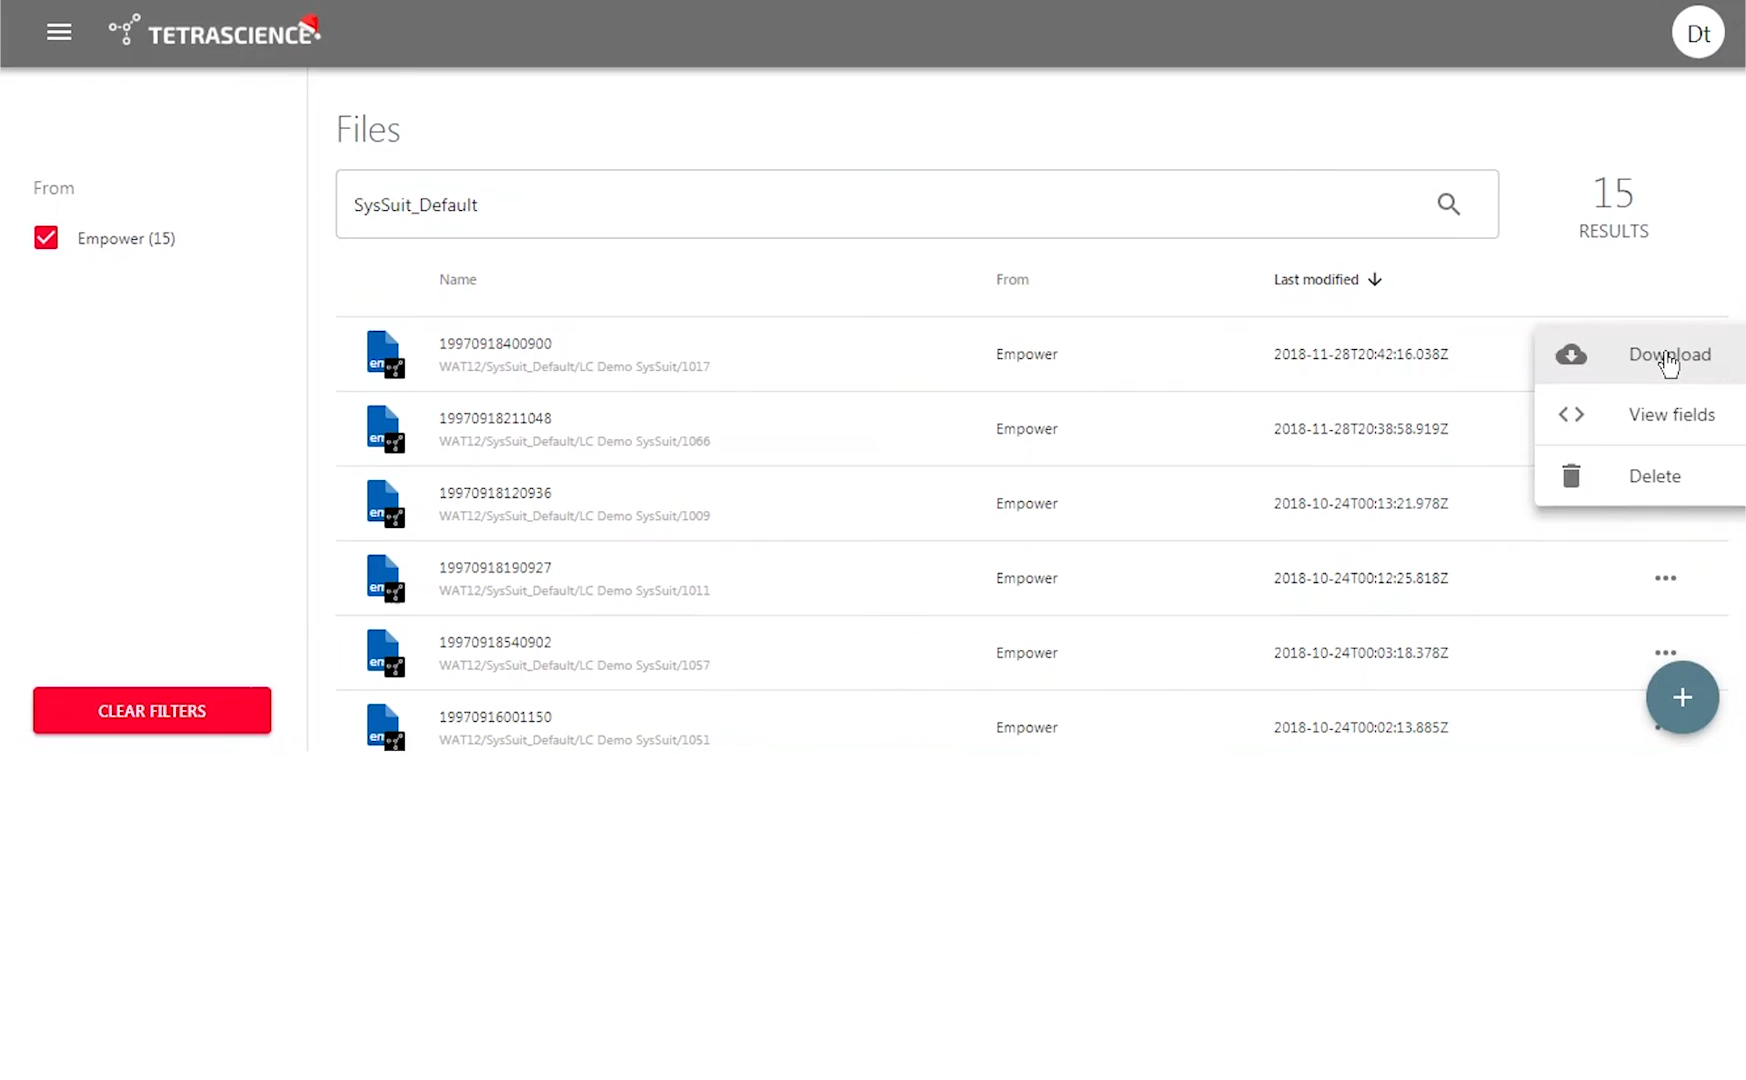 TETRASCIENCE
Dt
Files
From
SysSuit_Default
15
RESULTS
Empower (15)
Name
From
Last modified
19970918400900
WAT12/SysSuit_Default/LC Demo SysSuit/1017
Empower
2018-11-28T20:42:16.038Z
Download
19970918211048
WAT12/SysSuit_Default/LC Demo SysSuit/1066
Empower
2018-11-28T20:38:58.919Z
View fields
Delete
19970918120936
WAT12/SysSuit_Default/LC Demo SysSuit/1009
Empower
2018-10-24T00:13:21.978Z
19970918190927
WAT12/SysSuit_Default/LC Demo SysSuit/1011
Empower
2018-10-24T00:12:25.818Z
19970918540902
WAT12/SysSuit_Default/LC Demo SysSuit/1057
Empower
2018-10-24T00:03:18.378Z
CLEAR FILTERS
19970916001150
WAT12/SysSuit_Default/LC Demo SysSuit/1051
Empower
2018-10-24T00:02:13.885Z